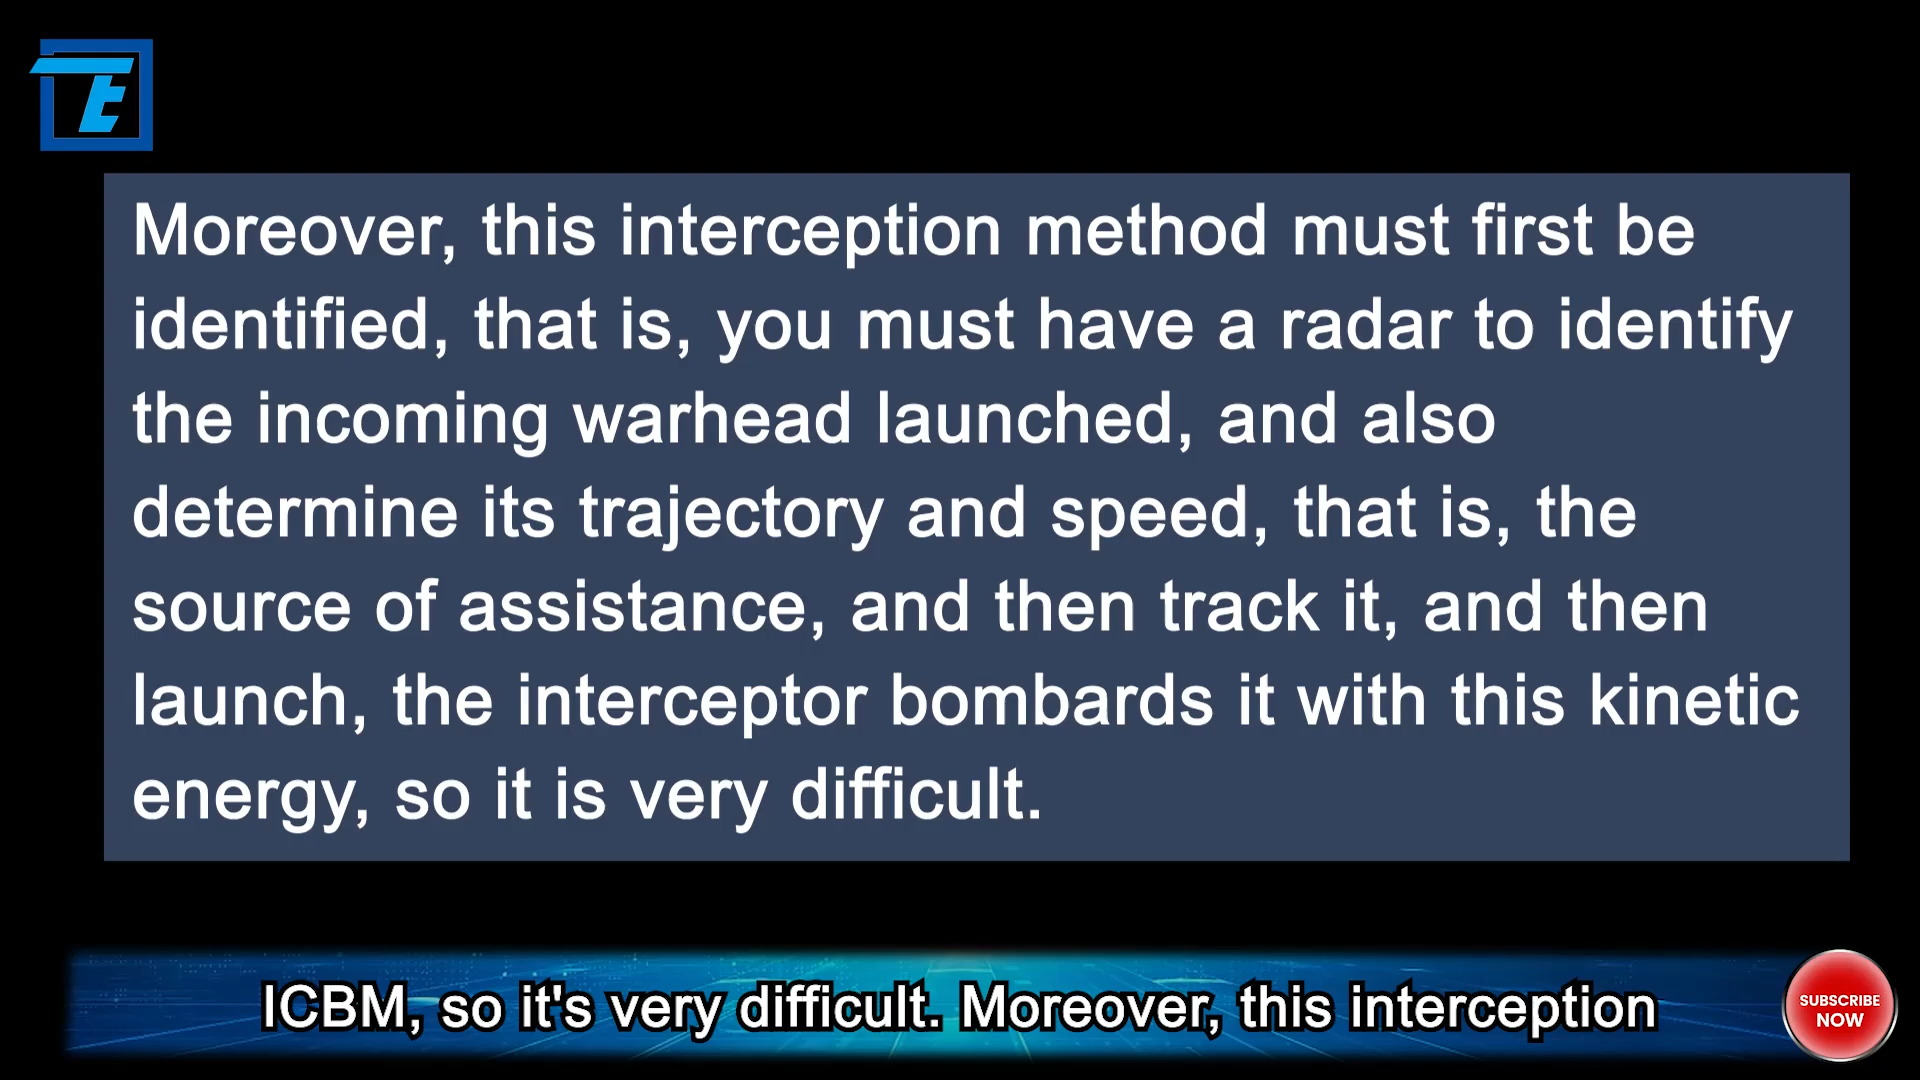 TE
Moreover, this interception method must first be
identified, that is, you must have a radar to identify
the incoming warhead launched, and also
determine its trajectory and speed, that is, the
source of assistance, and then track it, and then
launch, the interceptor bombards it with this kinetic
energy, so it is very difficult.
ICBM, so it's very difficult. Moreover, this interception
SUBSCRIBE
NOW